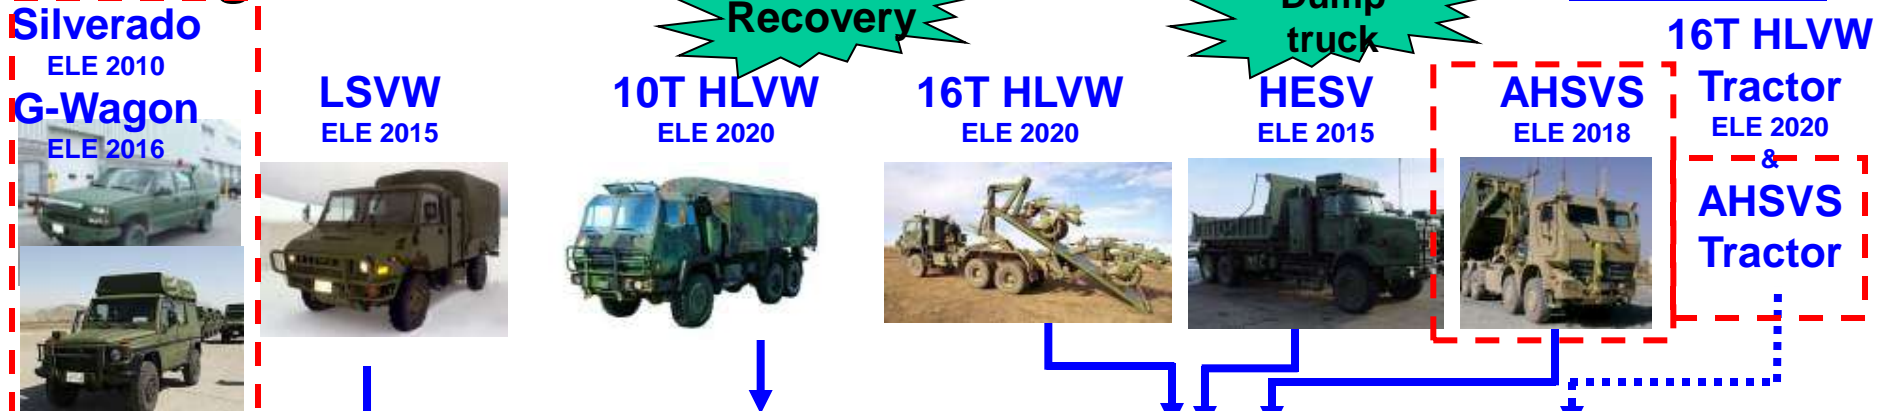 Silverado
ELE 2010
G-Wagon
ELE 2016
LSVW
ELE 2015
Recovery
10T HLVW
ELE 2020
16T HLVW
ELE 2020
Dump
truck
HESV
ELE 2015
AHSVS
ELE 2018
16T HLVW
Tractor
ELE 2020
&
AHSVS
Tractor